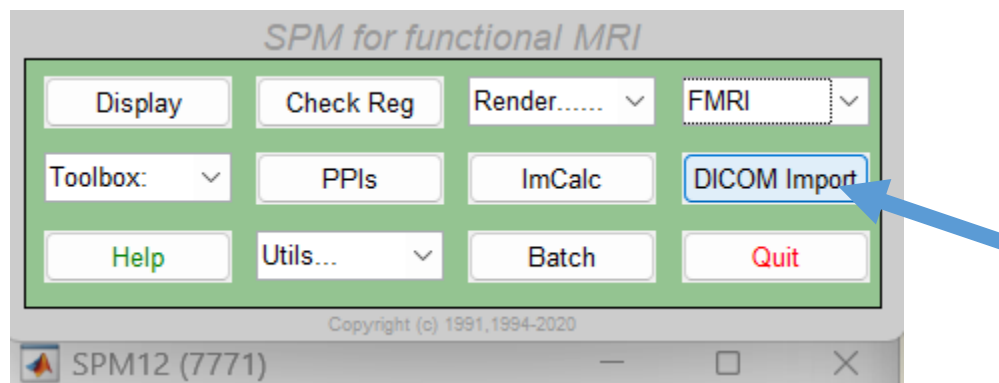 SPM for functional MRI
Display Check Reg Render...... FMRI
Toolbox: PPIs ImCalc DICOM Import
Help Utils... Batch Quit
Copyright (c) 1991,1994-2020
SPM12 (7771)